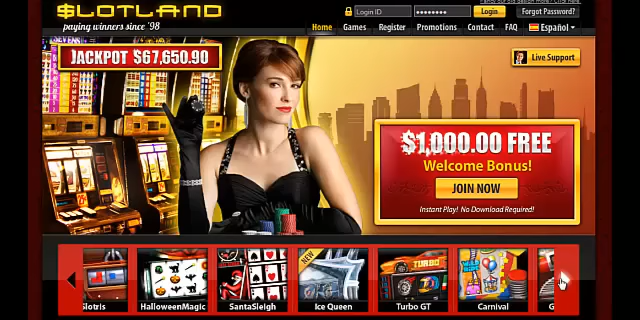 $LOTLAND
paying winners since '98
Login ID
Login
Forgot Password?
Home Games Register Promotions Contact FAQ Español
JACKPOT $67,650.90
Live Support
$1,000.00 FREE
Welcome Bonus!
JOIN NOW
Instant Play! No Download Required!
NEW
TURBO
Slotris HalloweenMagic SantaSleigh Ice Queen Turbo GT Carnival G